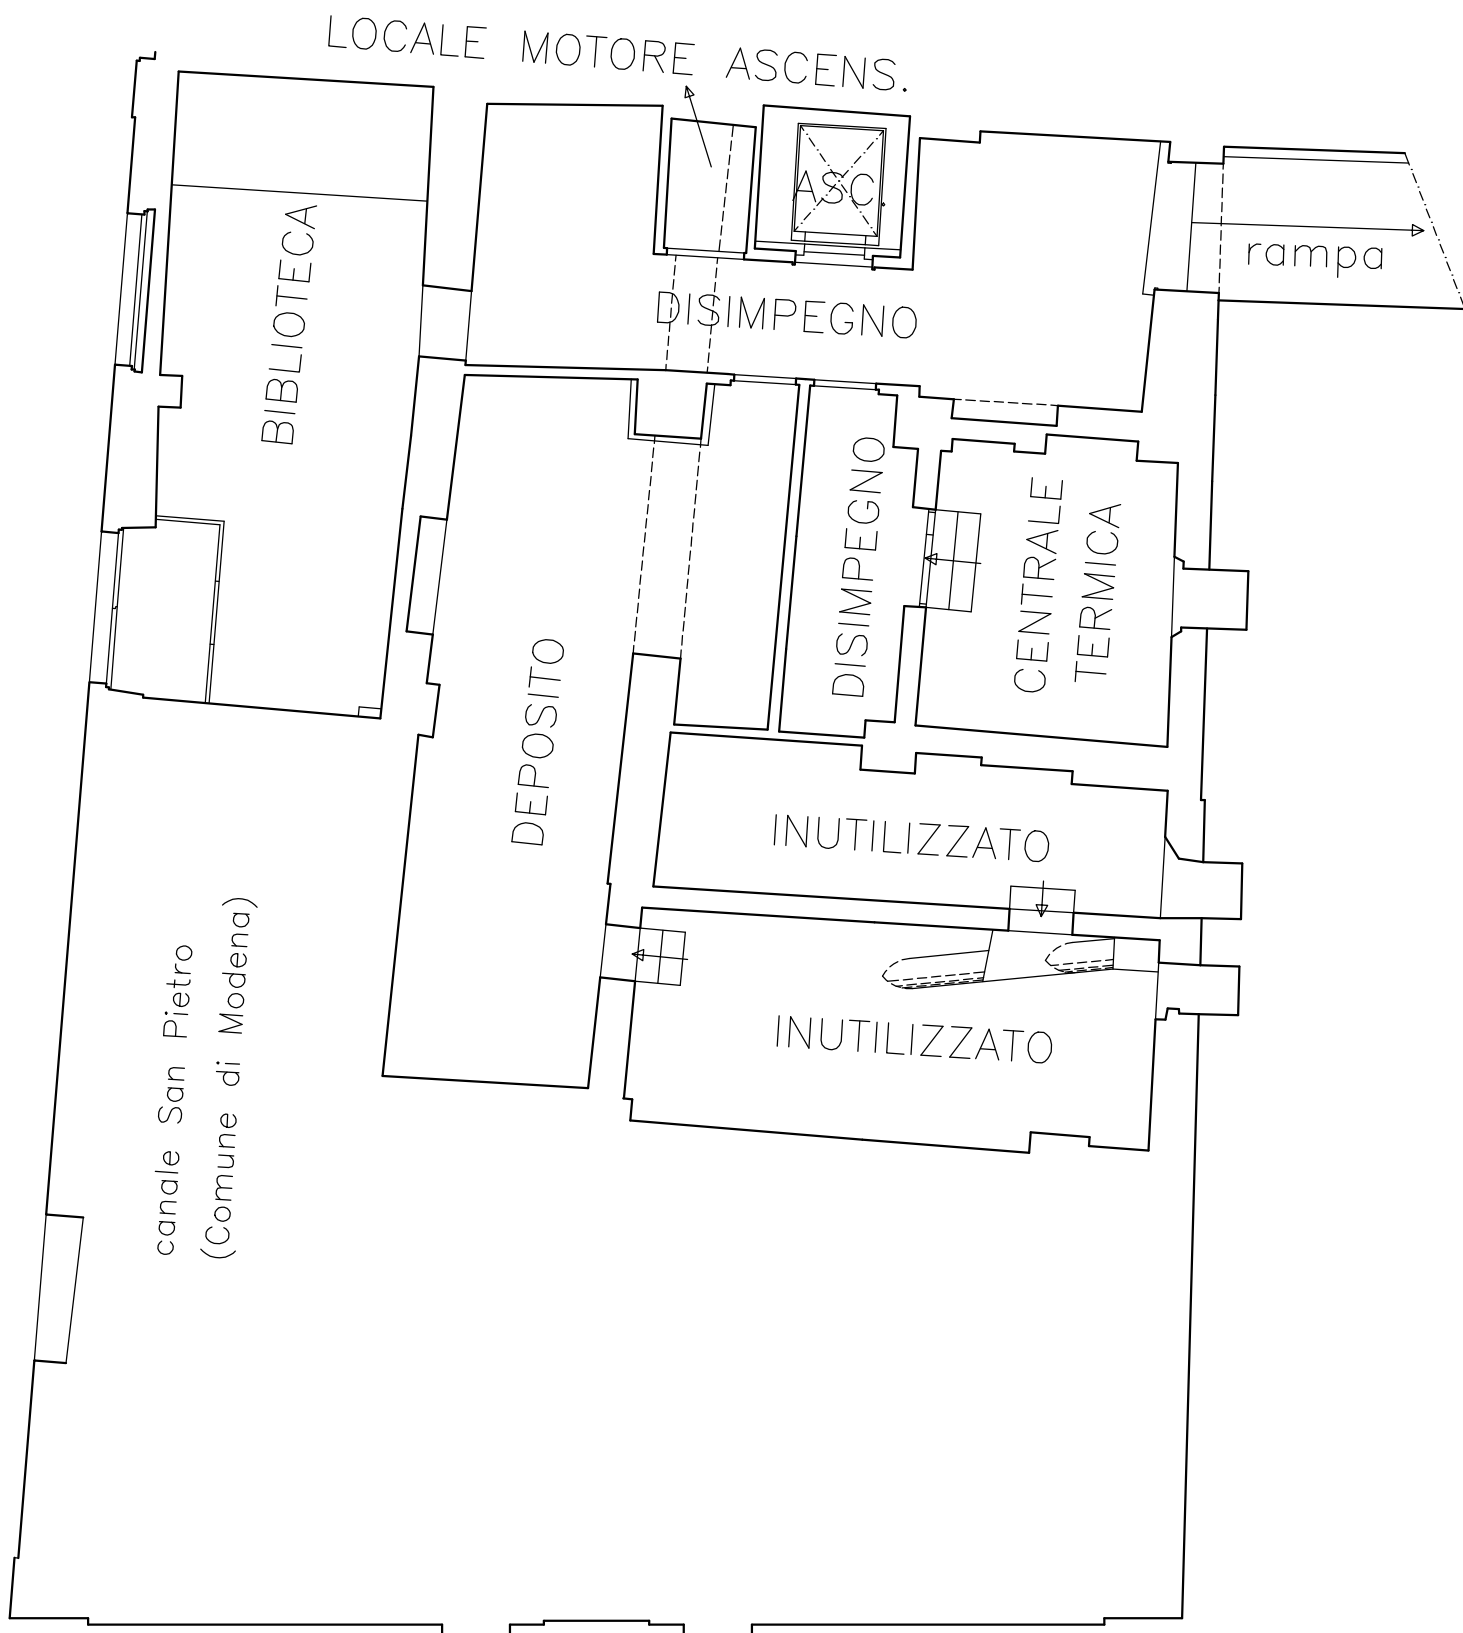 LOCALE MOTORE ASCENS.
ASC.
rampa
BIBLIOTECA
DISIMPEGNO
DISIMPEGNO
CENTRALE
TERMICA
DEPOSITO
INUTILIZZATO
INUTILIZZATO
canale San Pietro
(Comune di Modena)